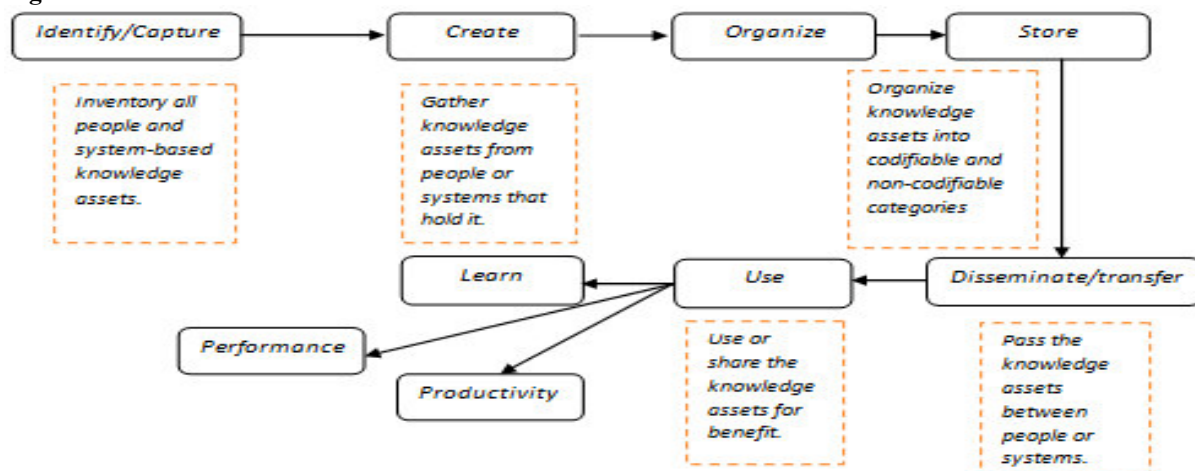 Identify/Capture
Create
Organize
Store
Inventory all
people and
system-based
knowledge
assets.
Gather
knowledge
assets from
people or
systems that
hold it.
Organize
knowledge
assets into
codifiable and
non-codifiable
categories
Learn
Use
Disseminate/transfer
Performance
Productivity
Use or
share the
knowledge
assets for
benefit.
Pass the
knowledge
assets
between
people or
systems.